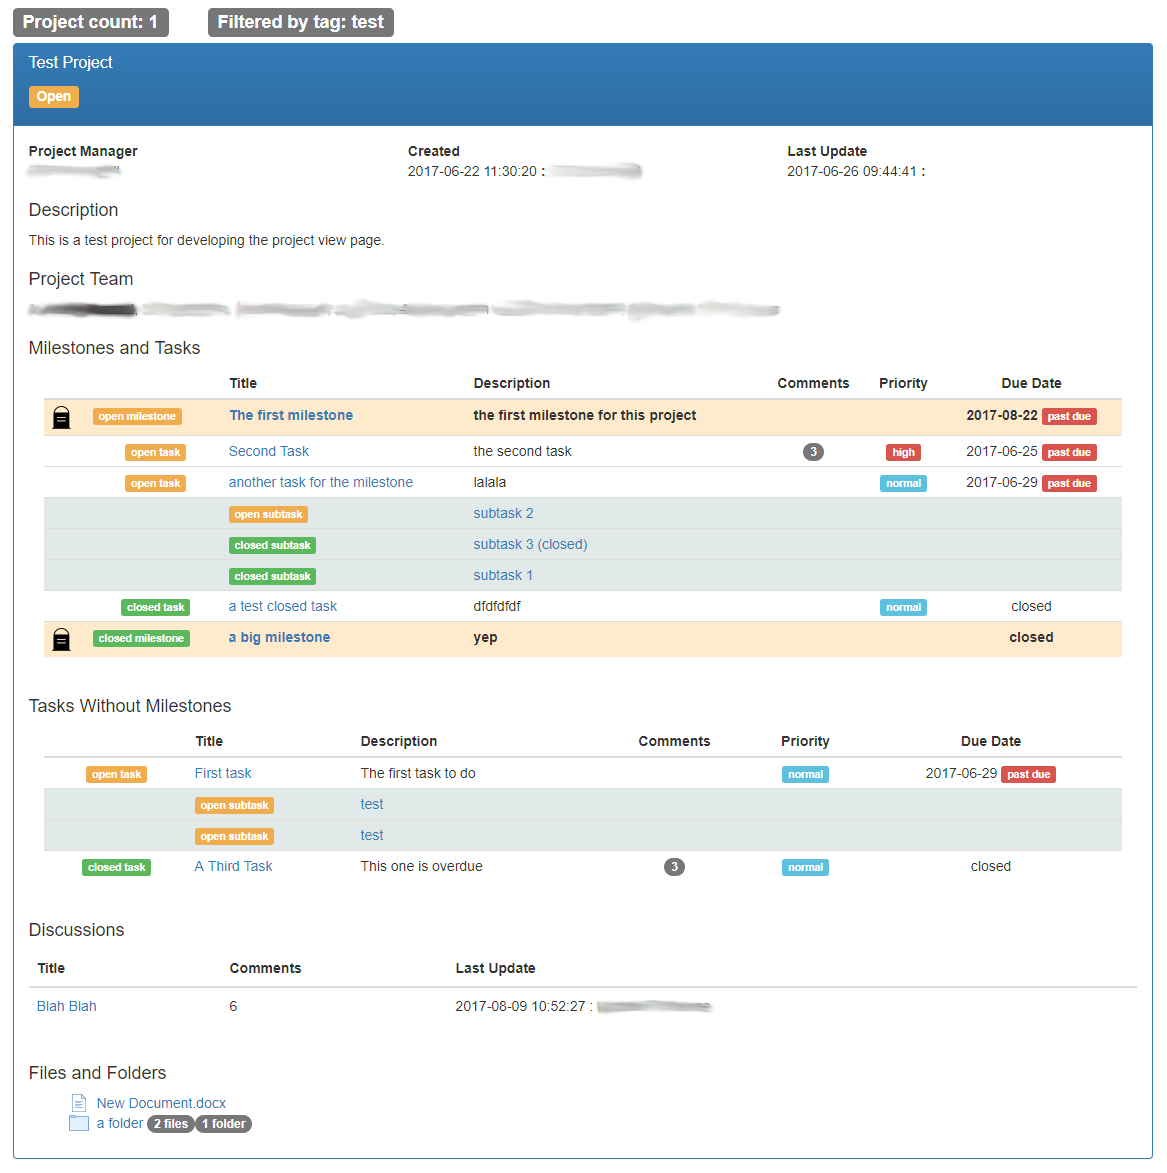 Project count: 1 Filtered by tag: test
Test Project
Open
Project Manager Created Last Update
2017-06-22 11:30:20 : 2017-06-26 09:44:41 :
Description
This is a test project for developing the project view page.
Project Team
Milestones and Tasks
Title Description Comments Priority Due Date
open milestone The first milestone the first milestone for this project 2017-08-22 past due
open task Second Task the second task 3 high 2017-06-25 past due
open task another task for the milestone lalala normal 2017-06-29 past due
open subtask subtask 2
closed subtask subtask 3 (closed)
closed subtask subtask 1
closed task a test closed task dfdfdfdf normal closed
closed milestone a big milestone yep closed
Tasks Without Milestones
Title Description Comments Priority Due Date
open task First task The first task to do normal 2017-06-29 past due
open subtask test
open subtask test
closed task A Third Task This one is overdue 3 normal closed
Discussions
Title Comments Last Update
Blah Blah 6 2017-08-09 10:52:27 :
Files and Folders
New Document.docx
a folder 2 files 1 folder